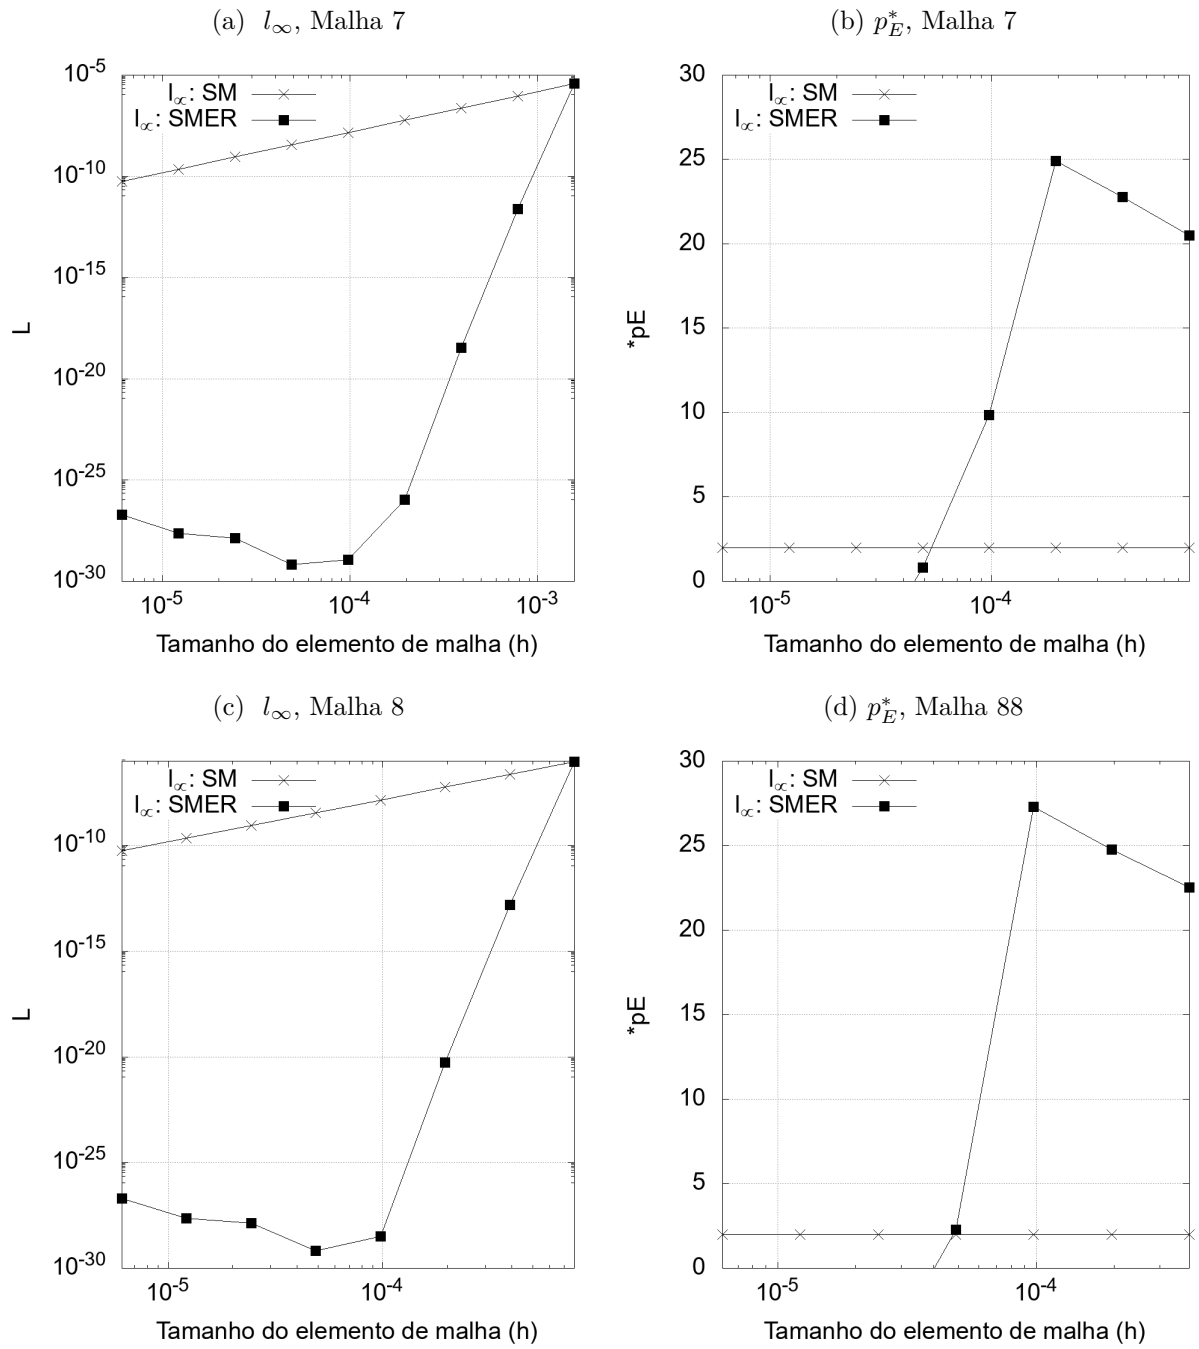 (a) l∞, Malha 7
(b) p*E, Malha 7
10-5
10-10
10-15
10-20
10-25
10-30
L
l∞: SM
l∞: SMER
10-5
10-4
10-3
Tamanho do elemento de malha (h)
30
25
20
15
10
5
0
*pE
l∞: SM
l∞: SMER
10-5
10-4
Tamanho do elemento de malha (h)
(c) l∞, Malha 8
(d) p*E, Malha 88
10-10
10-15
10-20
10-25
10-30
L
l∞: SM
l∞: SMER
10-5
10-4
Tamanho do elemento de malha (h)
30
25
20
15
10
5
0
*pE
l∞: SM
l∞: SMER
10-5
10-4
Tamanho do elemento de malha (h)